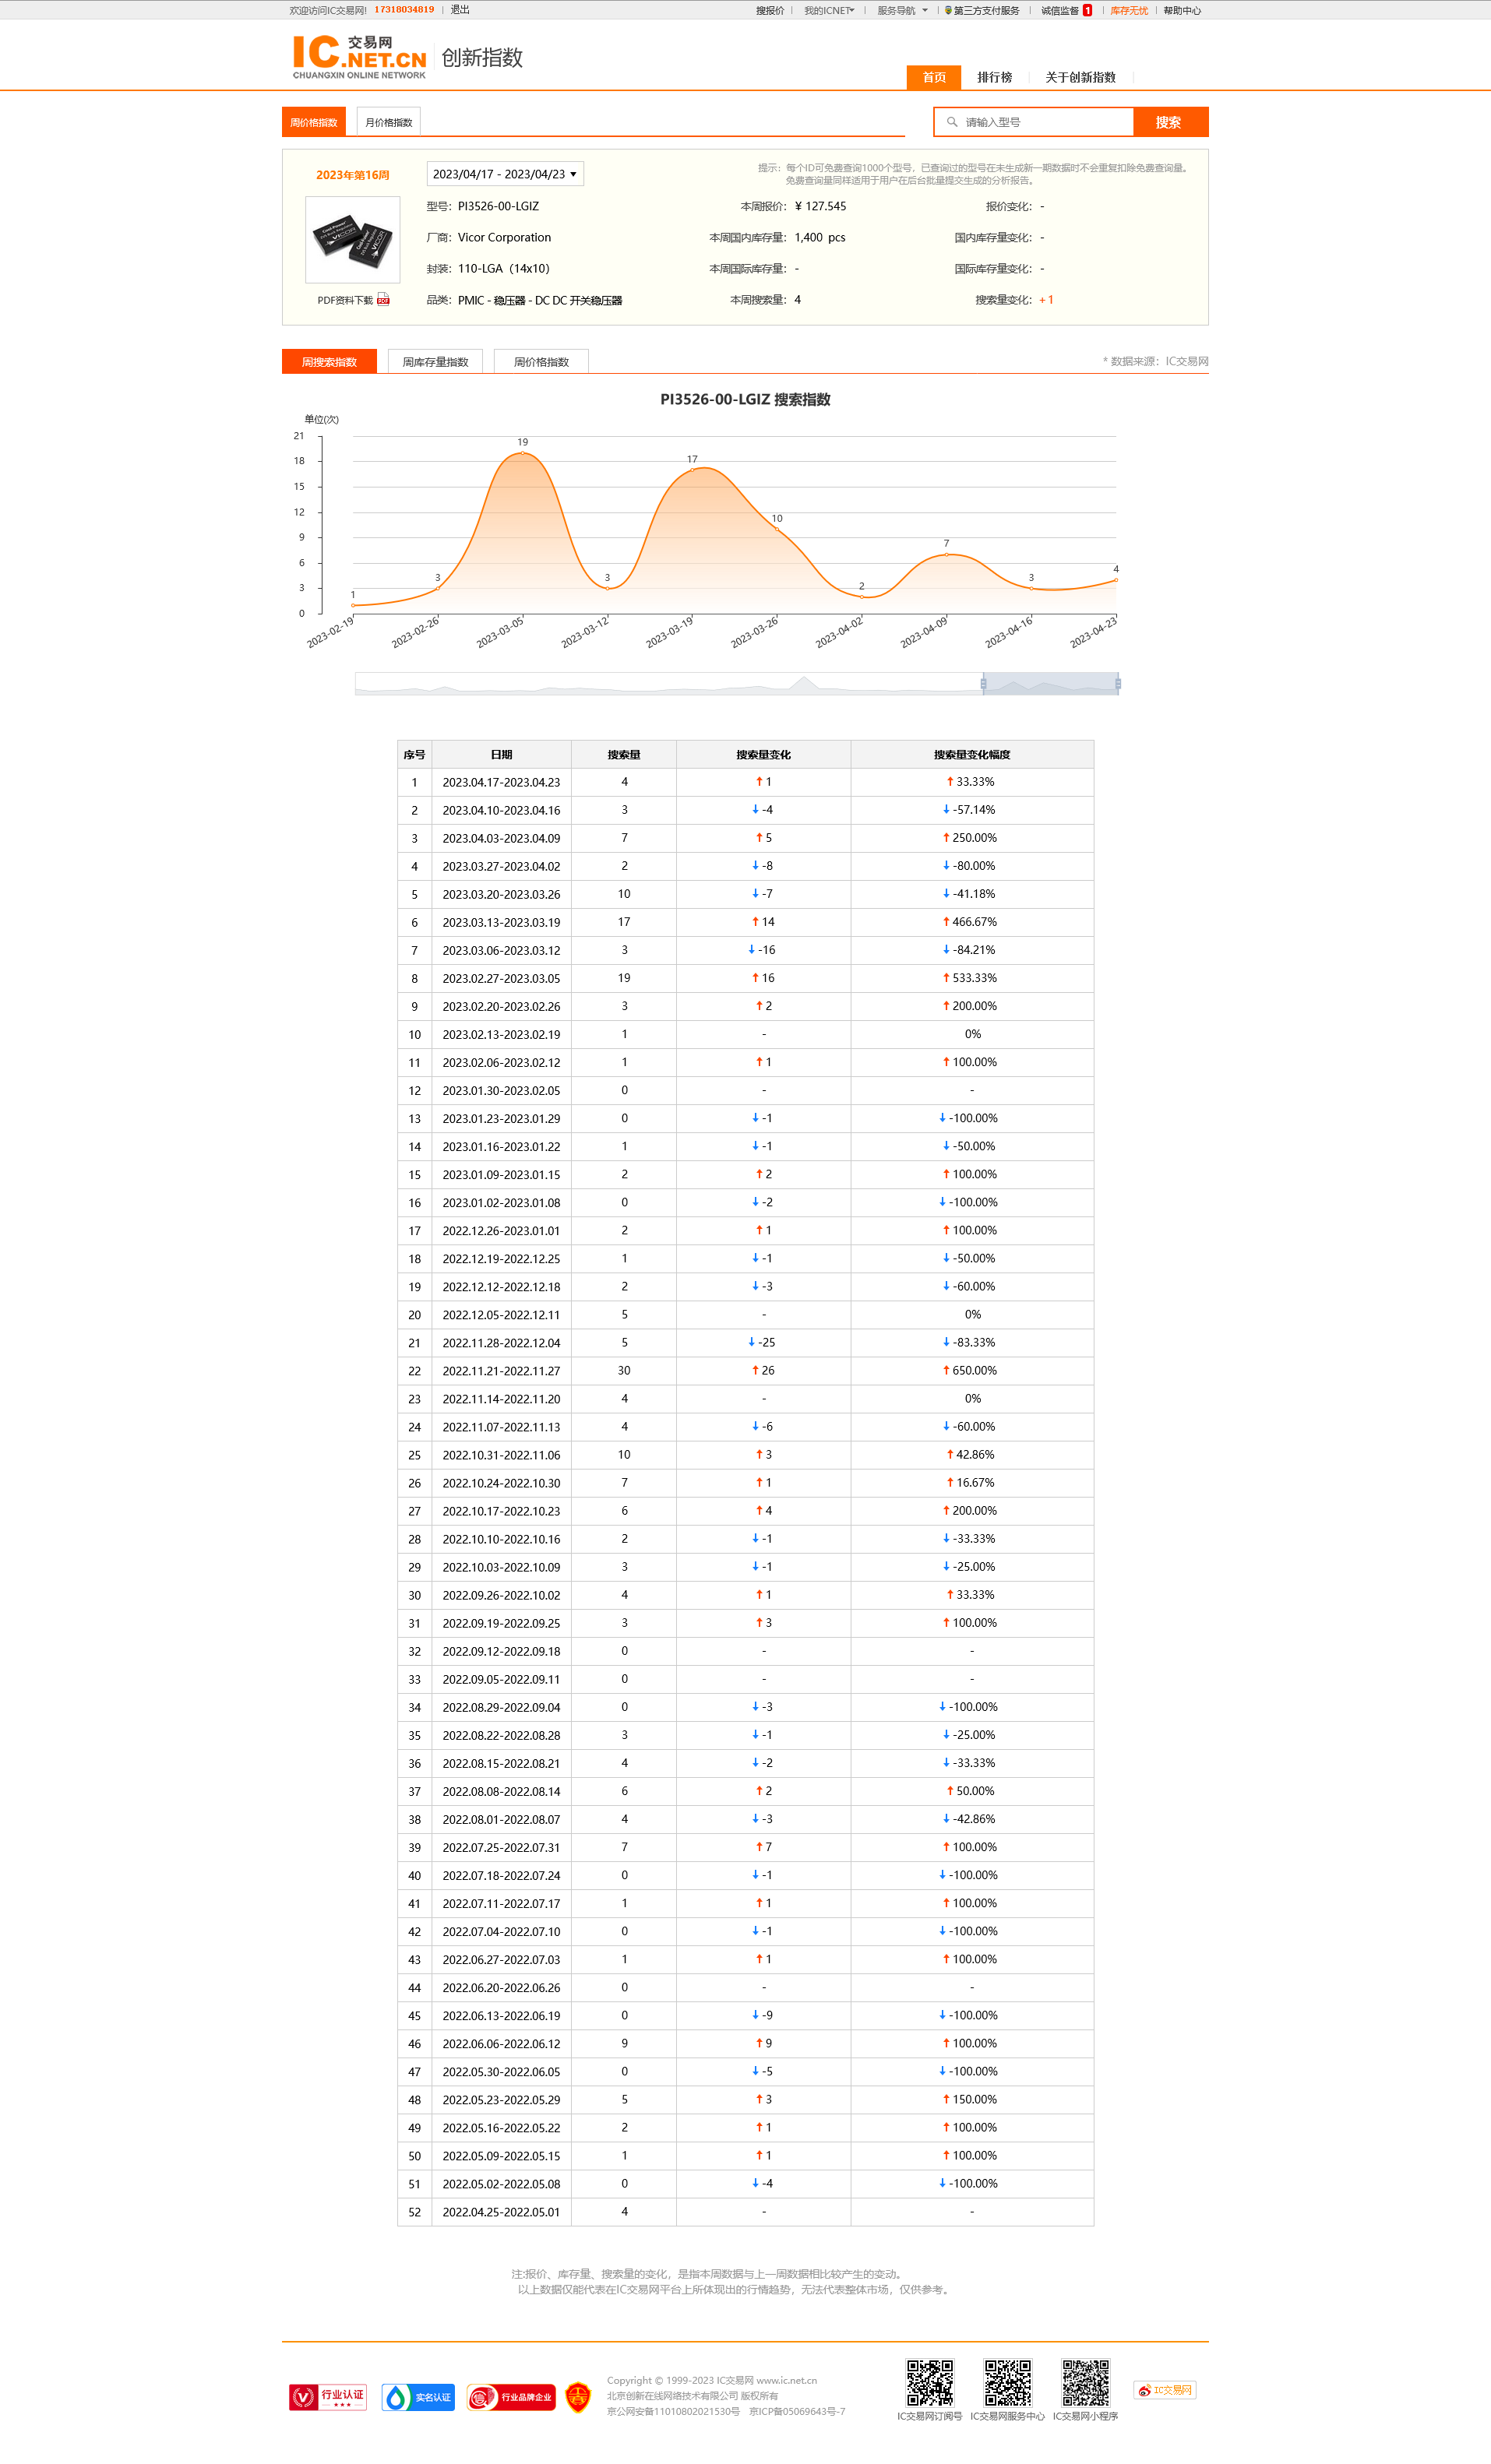 欢迎访问IC交易网! 17318034819 退出 搜报价 我的ICNET 服务导航 第三方支付服务 诚信监督 1 库存无忧 帮助中心
IC 交易网 .NET.CN CHUANGXIN ONLINE NETWORK 创新指数
首页 排行榜 关于创新指数
周价格指数 月价格指数 请输入型号 搜索
2023年第16周 2023/04/17 - 2023/04/23
提示：每个ID可免费查询1000个型号，已查询过的型号在未生成新一期数据时不会重复扣除免费查询量。
免费查询量同样适用于用户在后台批量提交生成的分析报告。
型号：PI3526-00-LGIZ 本周报价：¥ 127.545 报价变化：-
厂商：Vicor Corporation 本周国内库存量：1,400 pcs 国内库存量变化：-
封装：110-LGA（14x10） 本周国际库存量：- 国际库存量变化：-
PDF资料下载 品类：PMIC - 稳压器 - DC DC 开关稳压器 本周搜索量：4 搜索量变化：+1
周搜索指数 周库存量指数 周价格指数 * 数据来源：IC交易网
PI3526-00-LGIZ 搜索指数
单位(次)
21
18
15
12
9
6
3
0
1 3 19 3 17 10 2 7 3 4
2023-02-19 2023-02-26 2023-03-05 2023-03-12 2023-03-19 2023-03-26 2023-04-02 2023-04-09 2023-04-16 2023-04-23
序号 日期 搜索量 搜索量变化 搜索量变化幅度
1 2023.04.17-2023.04.23 4 ↑ 1 ↑ 33.33%
2 2023.04.10-2023.04.16 3 ↓ -4 ↓ -57.14%
3 2023.04.03-2023.04.09 7 ↑ 5 ↑ 250.00%
4 2023.03.27-2023.04.02 2 ↓ -8 ↓ -80.00%
5 2023.03.20-2023.03.26 10 ↓ -7 ↓ -41.18%
6 2023.03.13-2023.03.19 17 ↑ 14 ↑ 466.67%
7 2023.03.06-2023.03.12 3 ↓ -16 ↓ -84.21%
8 2023.02.27-2023.03.05 19 ↑ 16 ↑ 533.33%
9 2023.02.20-2023.02.26 3 ↑ 2 ↑ 200.00%
10 2023.02.13-2023.02.19 1 - 0%
11 2023.02.06-2023.02.12 1 ↑ 1 ↑ 100.00%
12 2023.01.30-2023.02.05 0 - -
13 2023.01.23-2023.01.29 0 ↓ -1 ↓ -100.00%
14 2023.01.16-2023.01.22 1 ↓ -1 ↓ -50.00%
15 2023.01.09-2023.01.15 2 ↑ 2 ↑ 100.00%
16 2023.01.02-2023.01.08 0 ↓ -2 ↓ -100.00%
17 2022.12.26-2023.01.01 2 ↑ 1 ↑ 100.00%
18 2022.12.19-2022.12.25 1 ↓ -1 ↓ -50.00%
19 2022.12.12-2022.12.18 2 ↓ -3 ↓ -60.00%
20 2022.12.05-2022.12.11 5 - 0%
21 2022.11.28-2022.12.04 5 ↓ -25 ↓ -83.33%
22 2022.11.21-2022.11.27 30 ↑ 26 ↑ 650.00%
23 2022.11.14-2022.11.20 4 - 0%
24 2022.11.07-2022.11.13 4 ↓ -6 ↓ -60.00%
25 2022.10.31-2022.11.06 10 ↑ 3 ↑ 42.86%
26 2022.10.24-2022.10.30 7 ↑ 1 ↑ 16.67%
27 2022.10.17-2022.10.23 6 ↑ 4 ↑ 200.00%
28 2022.10.10-2022.10.16 2 ↓ -1 ↓ -33.33%
29 2022.10.03-2022.10.09 3 ↓ -1 ↓ -25.00%
30 2022.09.26-2022.10.02 4 ↑ 1 ↑ 33.33%
31 2022.09.19-2022.09.25 3 ↑ 3 ↑ 100.00%
32 2022.09.12-2022.09.18 0 - -
33 2022.09.05-2022.09.11 0 - -
34 2022.08.29-2022.09.04 0 ↓ -3 ↓ -100.00%
35 2022.08.22-2022.08.28 3 ↓ -1 ↓ -25.00%
36 2022.08.15-2022.08.21 4 ↓ -2 ↓ -33.33%
37 2022.08.08-2022.08.14 6 ↑ 2 ↑ 50.00%
38 2022.08.01-2022.08.07 4 ↓ -3 ↓ -42.86%
39 2022.07.25-2022.07.31 7 ↑ 7 ↑ 100.00%
40 2022.07.18-2022.07.24 0 ↓ -1 ↓ -100.00%
41 2022.07.11-2022.07.17 1 ↑ 1 ↑ 100.00%
42 2022.07.04-2022.07.10 0 ↓ -1 ↓ -100.00%
43 2022.06.27-2022.07.03 1 ↑ 1 ↑ 100.00%
44 2022.06.20-2022.06.26 0 - -
45 2022.06.13-2022.06.19 0 ↓ -9 ↓ -100.00%
46 2022.06.06-2022.06.12 9 ↑ 9 ↑ 100.00%
47 2022.05.30-2022.06.05 0 ↓ -5 ↓ -100.00%
48 2022.05.23-2022.05.29 5 ↑ 3 ↑ 150.00%
49 2022.05.16-2022.05.22 2 ↑ 1 ↑ 100.00%
50 2022.05.09-2022.05.15 1 ↑ 1 ↑ 100.00%
51 2022.05.02-2022.05.08 0 ↓ -4 ↓ -100.00%
52 2022.04.25-2022.05.01 4 - -
注:报价、库存量、搜索量的变化，是指本周数据与上一周数据相比较产生的变动。
以上数据仅能代表在IC交易网平台上所体现出的行情趋势，无法代表整体市场，仅供参考。
行业认证 实名认证 行业品牌企业
Copyright © 1999-2023 IC交易网 www.ic.net.cn
北京创新在线网络技术有限公司 版权所有
京公网安备11010802021530号 京ICP备05069643号-7
IC交易网订阅号 IC交易网服务中心 IC交易网小程序 IC交易网